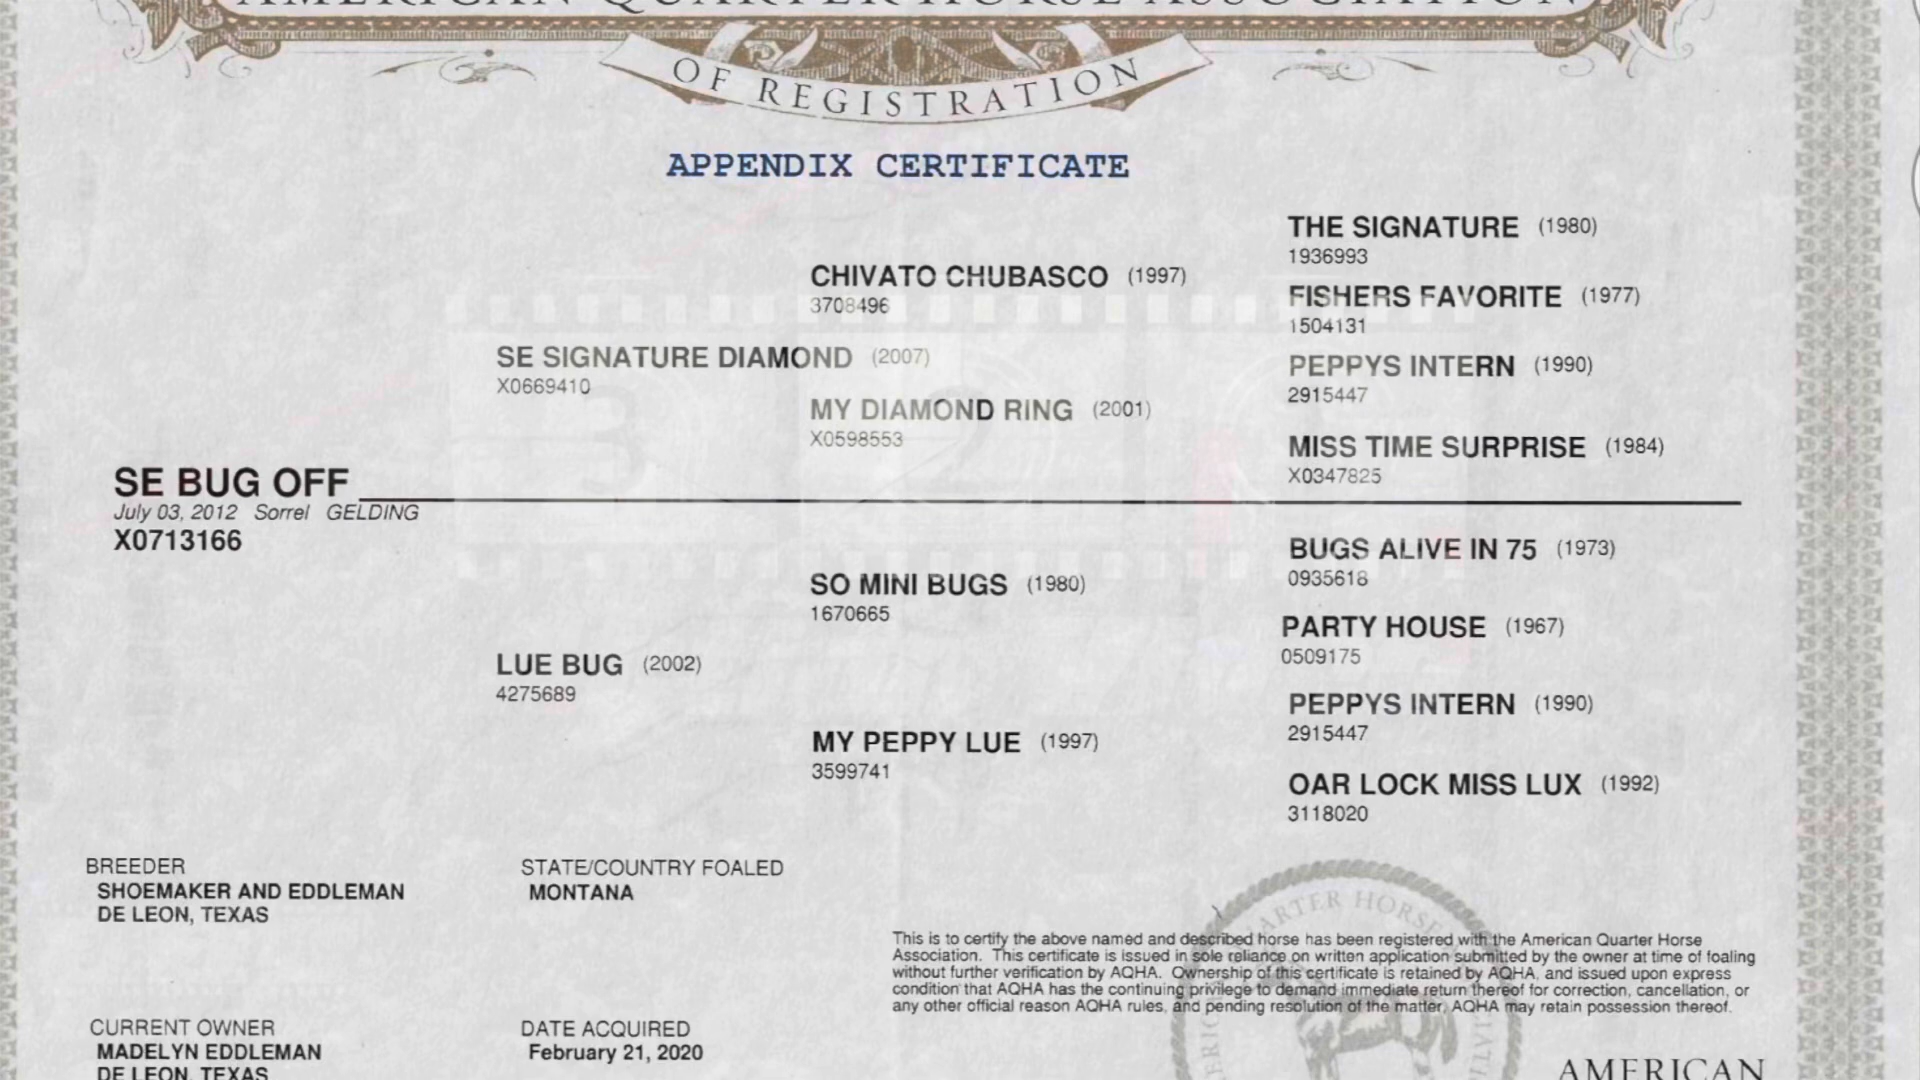 AMERICAN QUARTER HORSE ASSOCIATION
OF REGISTRATION
APPENDIX CERTIFICATE
THE SIGNATURE (1980)
1936993
CHIVATO CHUBASCO (1997)
3708496
FISHERS FAVORITE (1977)
1504131
SE SIGNATURE DIAMOND (2007)
X0669410
PEPPYS INTERN (1990)
2915447
MY DIAMOND RING (2001)
X0598553
MISS TIME SURPRISE (1984)
X0347825
SE BUG OFF
July 03, 2012 Sorrel GELDING
X0713166
BUGS ALIVE IN 75 (1973)
0935618
SO MINI BUGS (1980)
1670665
PARTY HOUSE (1967)
0509175
LUE BUG (2002)
4275689
PEPPYS INTERN (1990)
2915447
MY PEPPY LUE (1997)
3599741
OAR LOCK MISS LUX (1992)
3118020
BREEDER
SHOEMAKER AND EDDLEMAN
DE LEON, TEXAS
STATE/COUNTRY FOALED
MONTANA
This is to certify the above named and described horse has been registered with the American Quarter Horse
Association. This certificate is issued in sole reliance on written application submitted by the owner at time of foaling
without further verification by AQHA. Ownership of this certificate is retained by AQHA, and issued upon express
condition that AQHA has the continuing privilege to demand immediate return thereof for correction, cancellation, or
any other official reason AQHA rules, and pending resolution of the matter, AQHA may retain possession thereof.
CURRENT OWNER
MADELYN EDDLEMAN
DE LEON, TEXAS
DATE ACQUIRED
February 21, 2020
AMERICAN